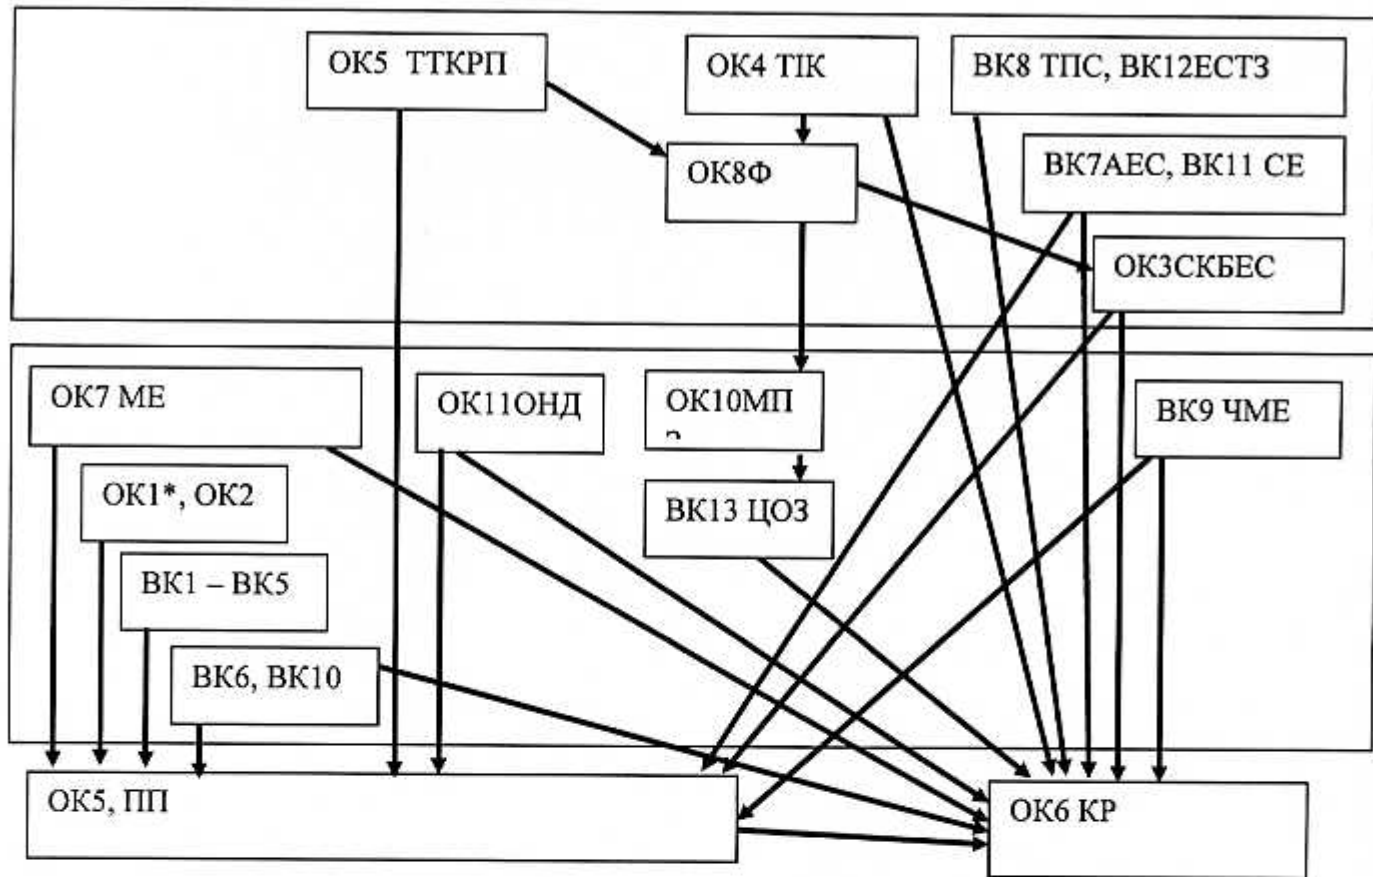 ОК5 ТТКРП
ОК4 ТІК
ВК8 ТПС, ВК12ЕСТЗ
ОК8Ф
ВК7АЕС, ВК11 СЕ
ОК3СКБЕС
ОК7 МЕ
ОК11ОНД
ОК10МП
ВК9 ЧМЕ
ОК1*, ОК2
ВК13 ЦОЗ
ВК1 – ВК5
ВК6, ВК10
ОК5, ПП
ОК6 КР